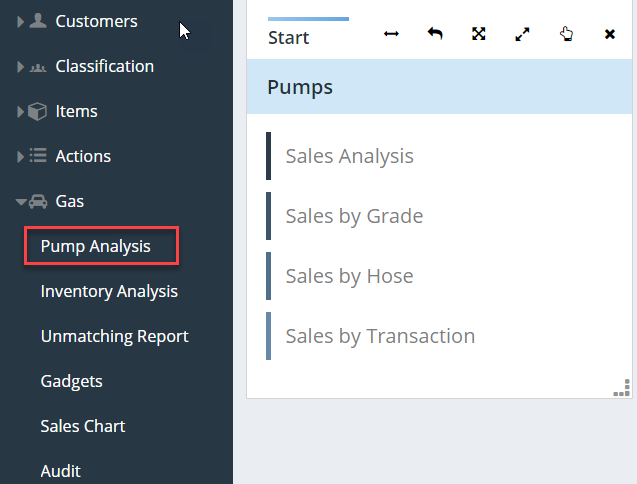 Customers
Classification
Items
Actions
Gas
Pump Analysis
Inventory Analysis
Unmatching Report
Gadgets
Sales Chart
Audit
Start
Pumps
Sales Analysis
Sales by Grade
Sales by Hose
Sales by Transaction